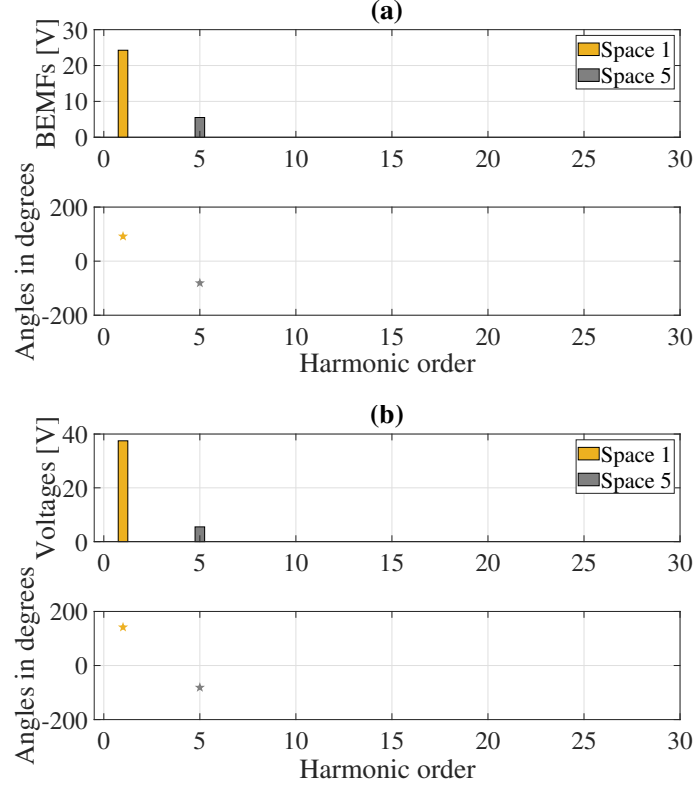 (a)
BEMFs [V]
30
20
10
0
Space 1
Space 5
0 5 10 15 20 25 30
Angles in degrees
200
0
-200
0 5 10 15 20 25 30
Harmonic order
(b)
Voltages [V]
40
20
0
Space 1
Space 5
0 5 10 15 20 25 30
Angles in degrees
200
0
-200
0 5 10 15 20 25 30
Harmonic order